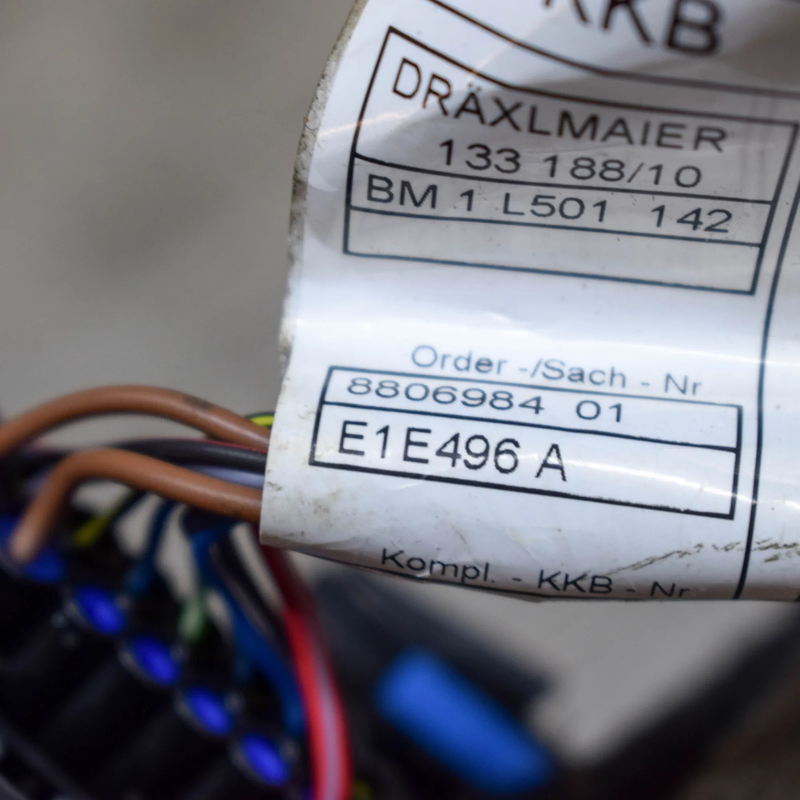 KKB
DRÄXLMAIER
133 188/10
BM 1 L501 142
Order -/Sach - Nr
8806984 01
E1E496 A
Kompl. - KKB - Nr